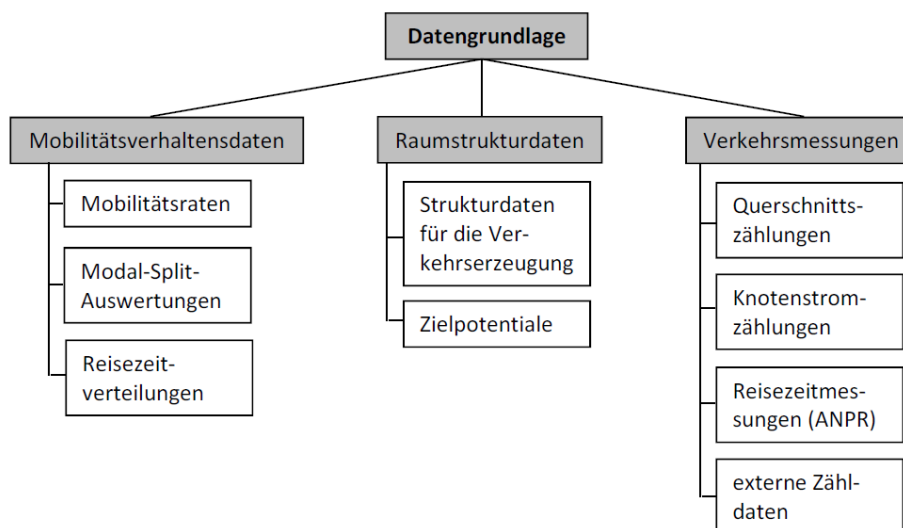 Datengrundlage
Mobilitätsverhaltensdaten
Mobilitätsraten
Modal-Split-
Auswertungen
Reisezeit-
verteilungen
Raumstrukturdaten
Strukturdaten
für die Ver-
kehrserzeugung
Zielpotentiale
Verkehrsmessungen
Querschnitts-
zählungen
Knotenstrom-
zählungen
Reisezeitmes-
sungen (ANPR)
externe Zähl-
daten